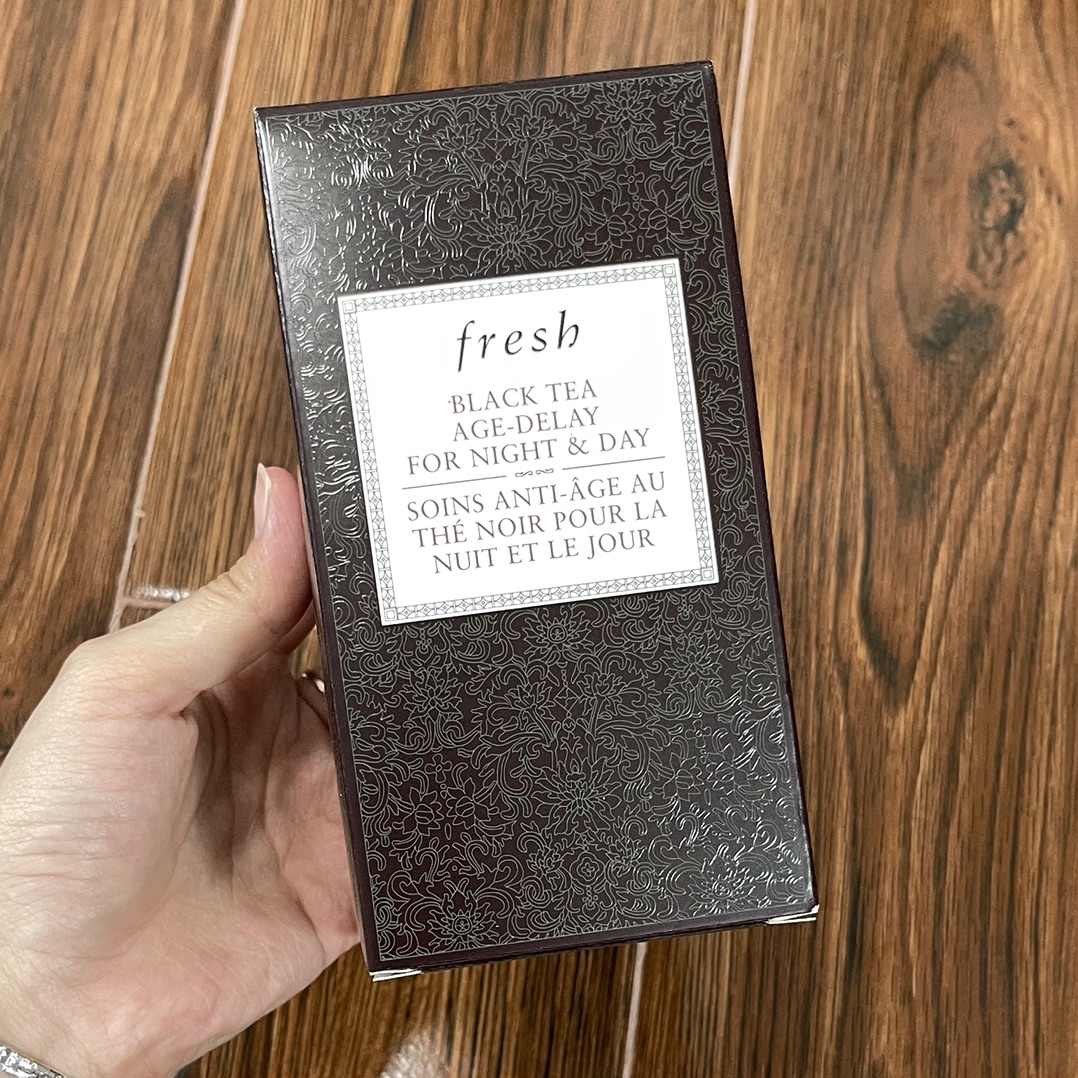 fresh
BLACK TEA
AGE-DELAY
FOR NIGHT & DAY
SOINS ANTI-ÂGE AU
THÉ NOIR POUR LA
NUIT ET LE JOUR